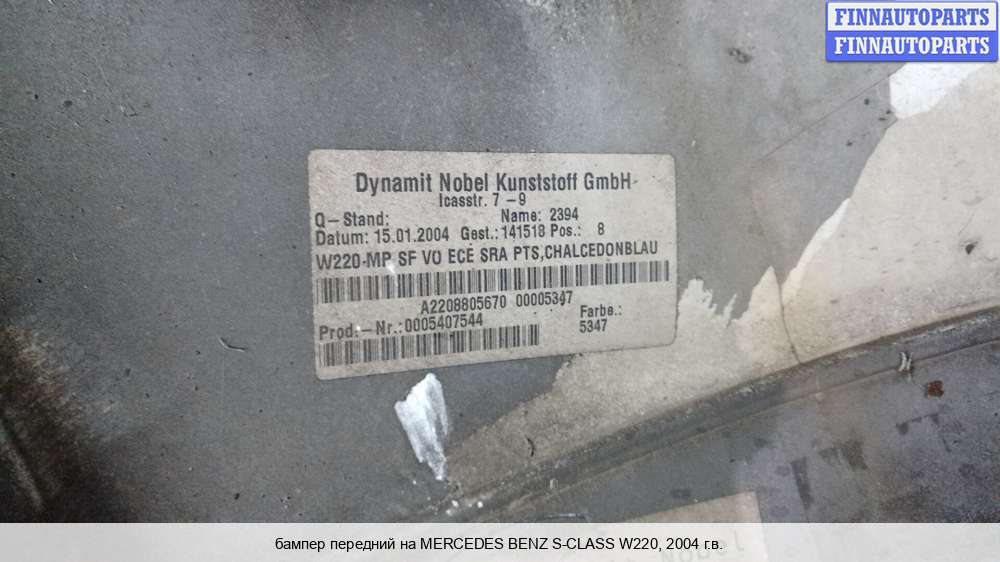 FINNAUTOPARTS
FINNAUTOPARTS
Dynamit Nobel Kunststoff GmbH
Icasstr. 7-9
Q-Stand: Name: 2394
Datum: 15.01.2004 Gest.: 141518 Pos.: 8
W220-MP SF VO ECE SRA PTS,CHALCEDONBLAU
A2208805670 00005347
Prod.-Nr.:0005407544 Farbe.:
5347
бампер передний на MERCEDES BENZ S-CLASS W220, 2004 г.в.